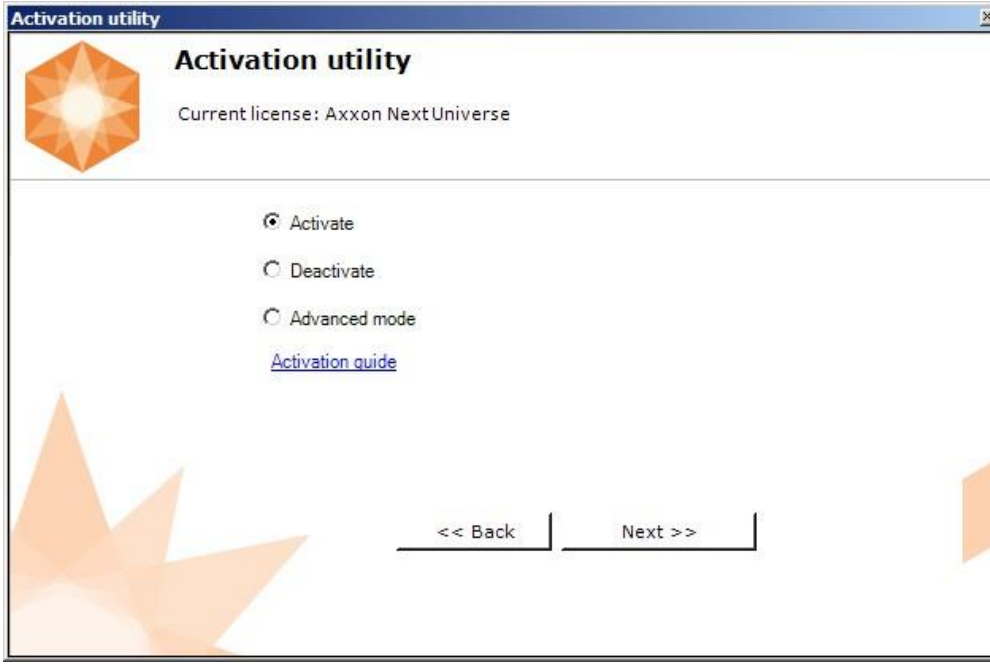 Activation utility
Activation utility
Current license: Axxon Next Universe
Activate
Deactivate
Advanced mode
Activation guide
<< Back Next >>